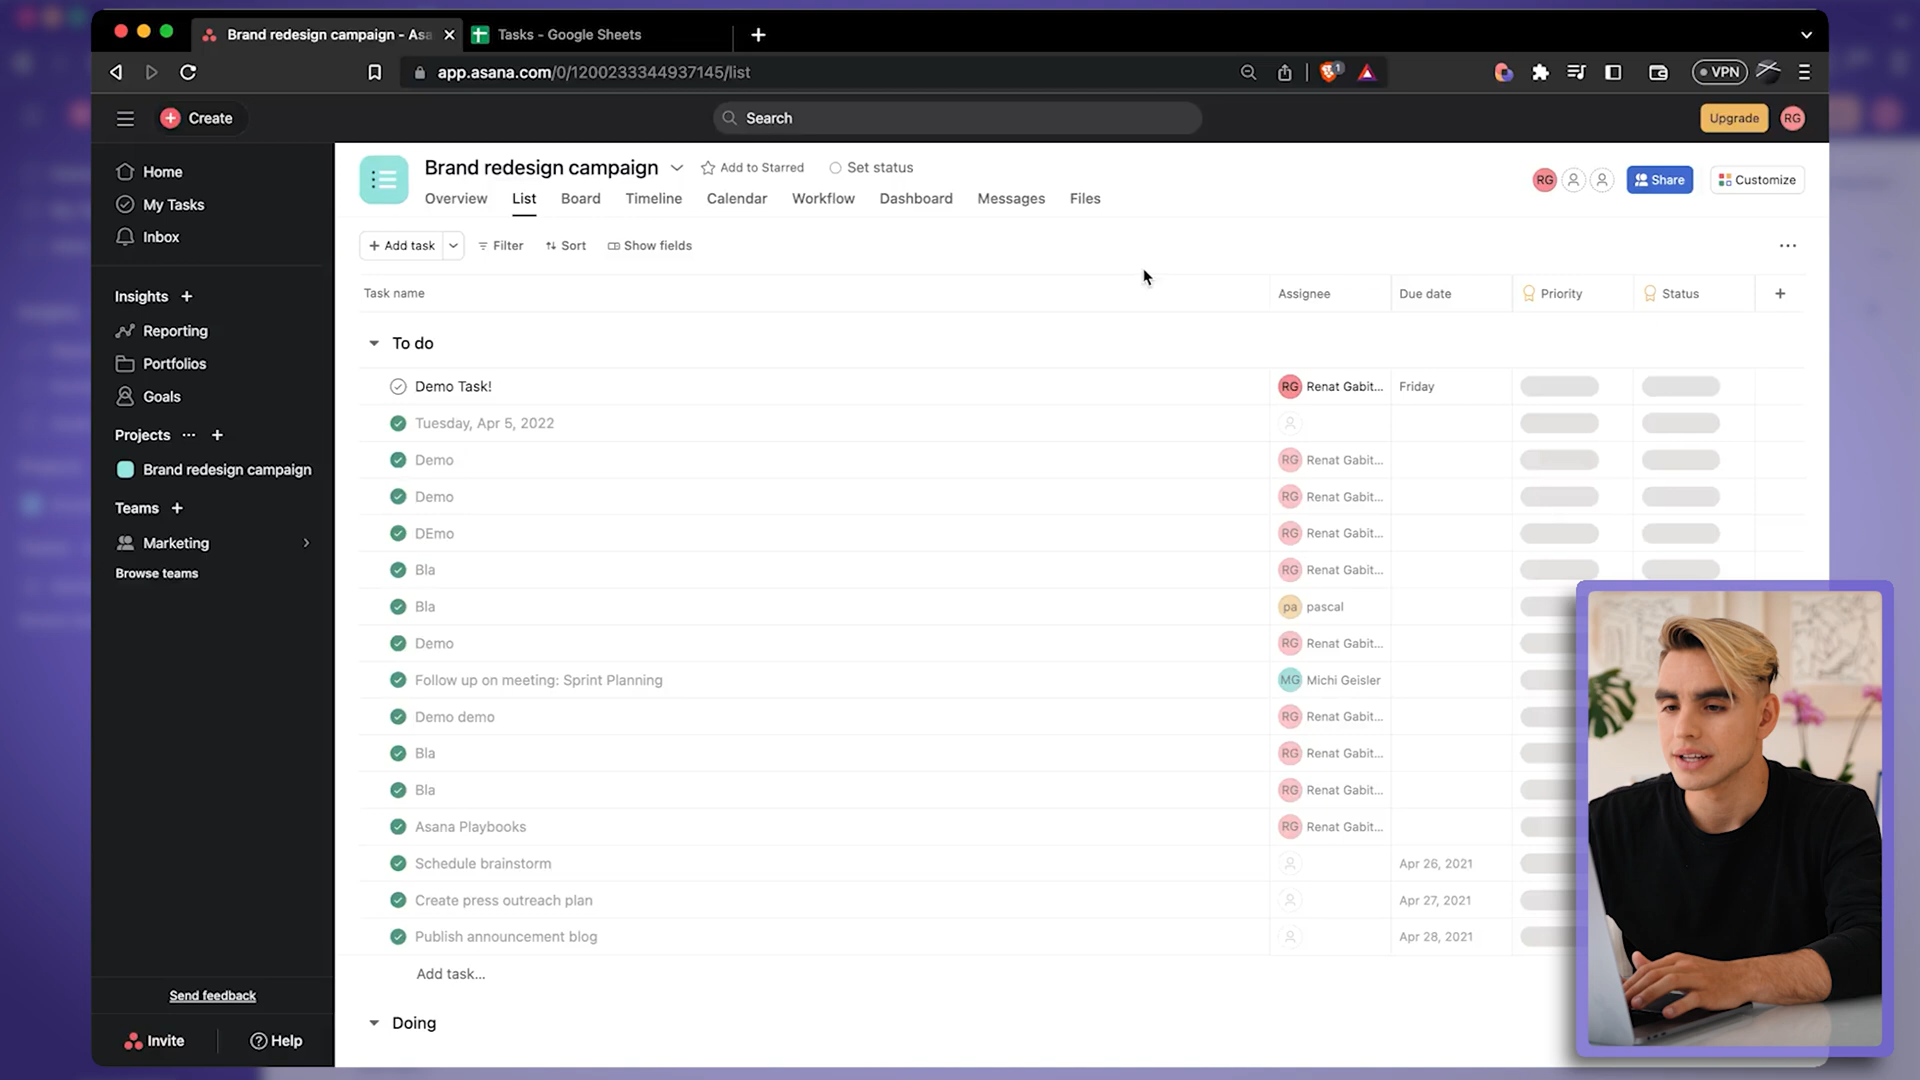 Brand redesign campaign - Asa
Tasks - Google Sheets
app.asana.com/0/1200233344937145/list
1
VPN
Create
Search
Upgrade
RG
Home
My Tasks
Inbox
Insights
Reporting
Portfolios
Goals
Projects
Brand redesign campaign
Teams
Marketing
Browse teams
Send feedback
Invite
Help
Brand redesign campaign
Add to Starred
Set status
RG
Share
Customize
Overview
List
Board
Timeline
Calendar
Workflow
Dashboard
Messages
Files
Add task
Filter
Sort
Show fields
Task name
Assignee
Due date
Priority
Status
To do
Demo Task! RG Renat Gabit... Friday
Tuesday, Apr 5, 2022
Demo RG Renat Gabit...
Demo RG Renat Gabit...
DEmo RG Renat Gabit...
Bla RG Renat Gabit...
Bla pa pascal
Demo RG Renat Gabit...
Follow up on meeting: Sprint Planning MG Michi Geisler
Demo demo RG Renat Gabit...
Bla RG Renat Gabit...
Bla RG Renat Gabit...
Asana Playbooks RG Renat Gabit...
Schedule brainstorm Apr 26, 2021
Create press outreach plan Apr 27, 2021
Publish announcement blog Apr 28, 2021
Add task...
Doing